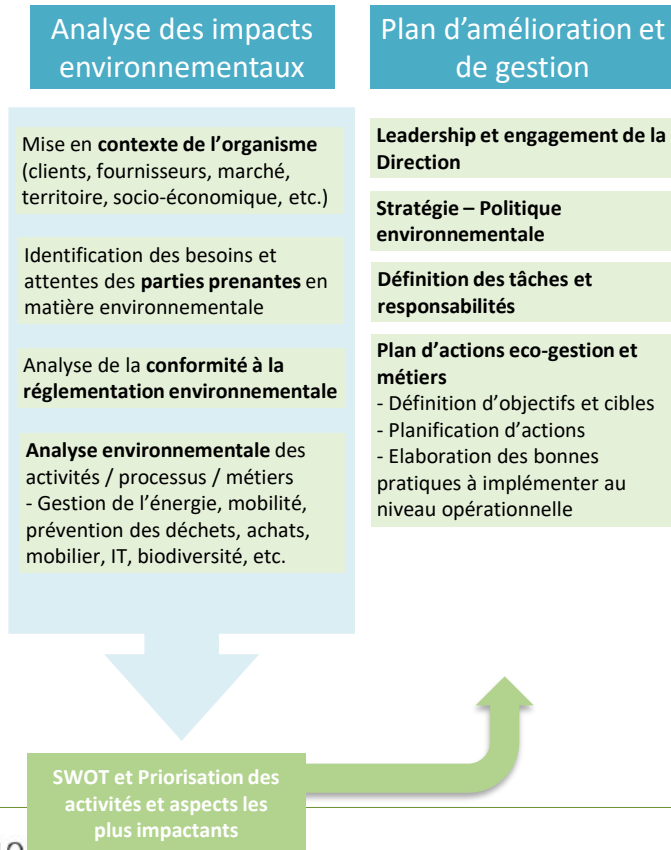 Analyse des impacts
environnementaux
Mise en contexte de l'organisme
(clients, fournisseurs, marché,
territoire, socio-économique, etc.)
Identification des besoins et
attentes des parties prenantes en
matière environnementale
Analyse de la conformité à la
réglementation environnementale
Analyse environnementale des
activités / processus / métiers
- Gestion de l'énergie, mobilité,
prévention des déchets, achats,
mobilier, IT, biodiversité, etc.
SWOT et Priorisation des
activités et aspects les
plus impactants
Plan d'amélioration et
de gestion
Leadership et engagement de la
Direction
Stratégie – Politique
environnementale
Définition des tâches et
responsabilités
Plan d'actions eco-gestion et
métiers
- Définition d'objectifs et cibles
- Planification d'actions
- Elaboration des bonnes
pratiques à implémenter au
niveau opérationnelle